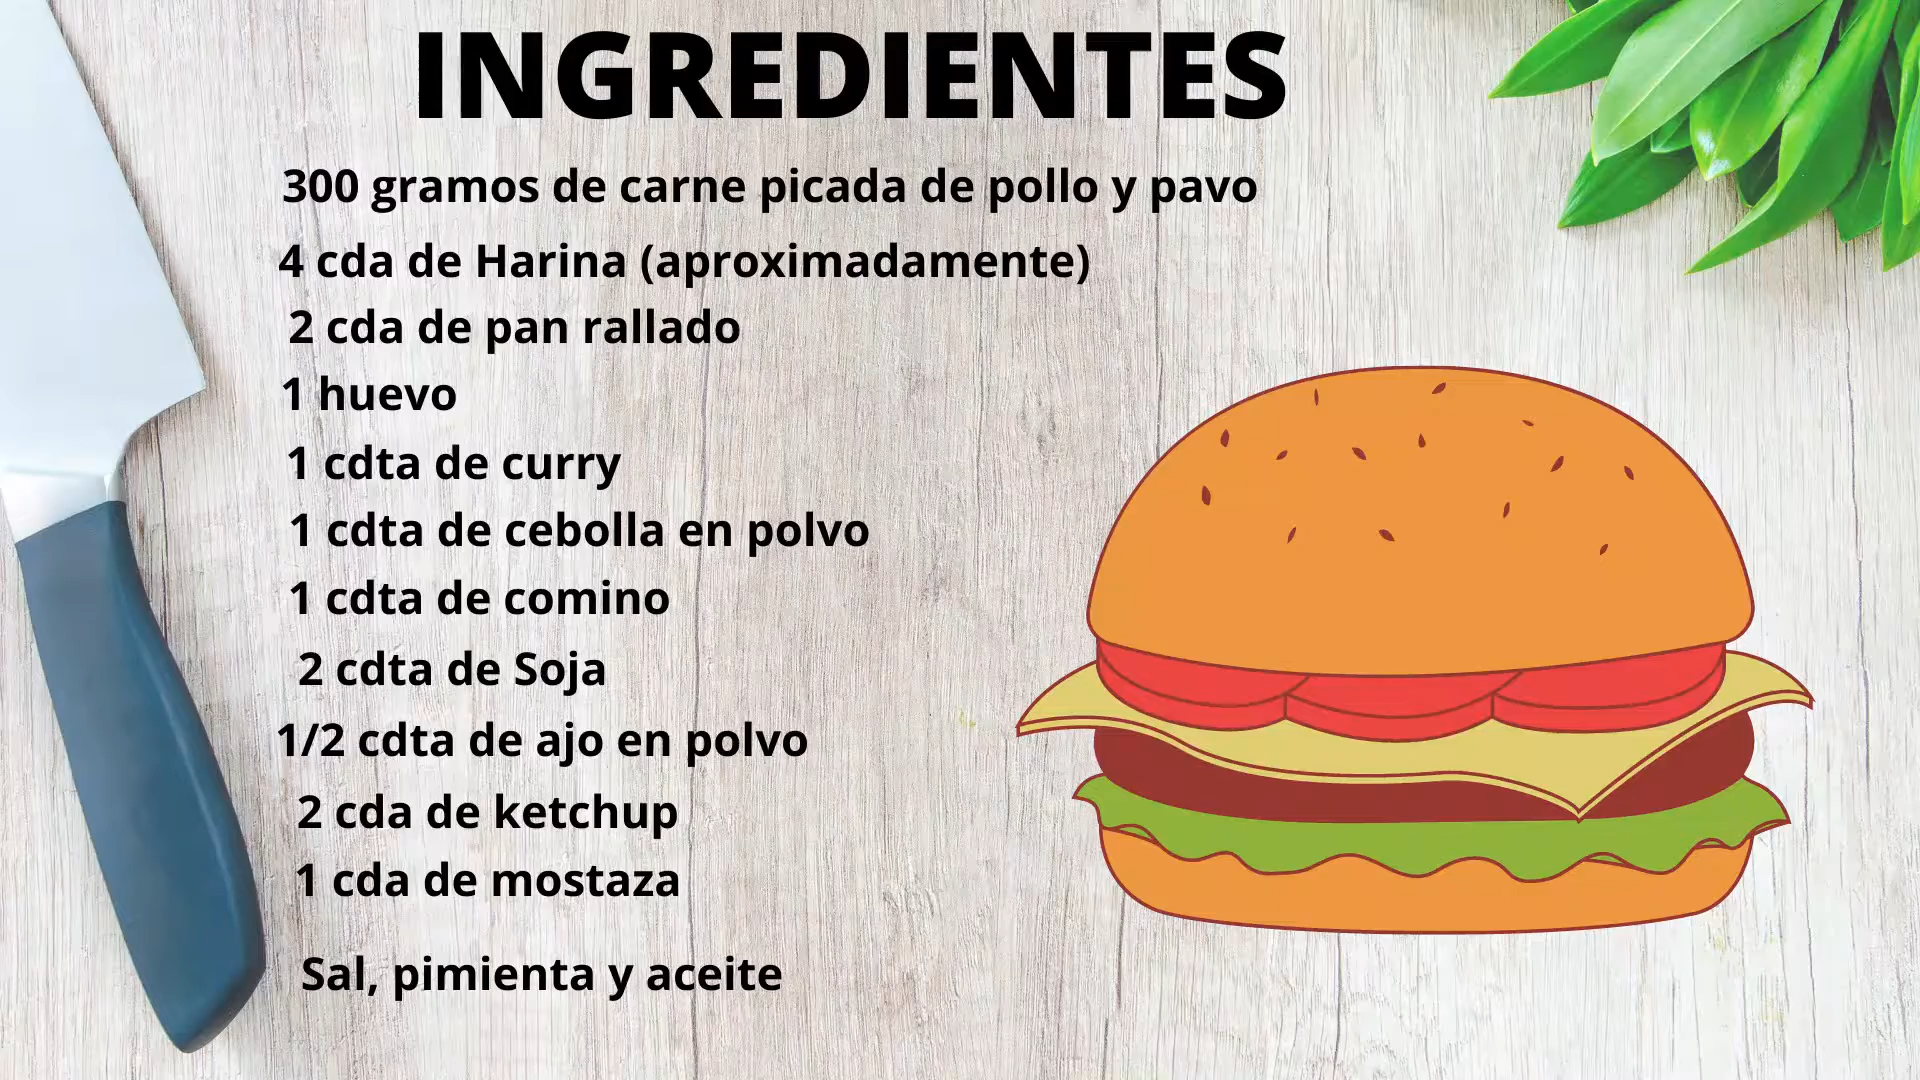 INGREDIENTES
300 gramos de carne picada de pollo y pavo
4 cda de Harina (aproximadamente)
2 cda de pan rallado
1 huevo
1 cdta de curry
1 cdta de cebolla en polvo
1 cdta de comino
2 cdta de Soja
1/2 cdta de ajo en polvo
2 cda de ketchup
1 cda de mostaza
Sal, pimienta y aceite